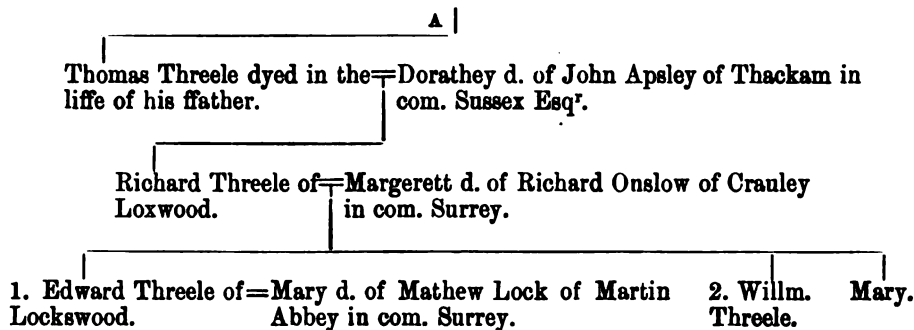 A
Thomas Threele dyed in the=Dorathey d. of John Apsley of Thackam in
liffe of his ffather. com. Sussex Esqʳ.
Richard Threele of=Margerett d. of Richard Onslow of Crauley
Loxwood. in com. Surrey.
1. Edward Threele of=Mary d. of Mathew Lock of Martin 2. Willm. Mary.
Lockswood. Abbey in com. Surrey. Threele.